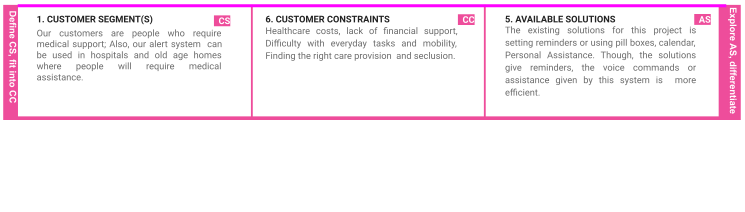 Define CS, fit into CC
1. CUSTOMER SEGMENT(S)
CS
Our customers are people who require
medical support; Also, our alert system can
be used in hospitals and old age homes
where people will require medical
assistance.
6. CUSTOMER CONSTRAINTS
CC
Healthcare costs, lack of financial support,
Difficulty with everyday tasks and mobility,
Finding the right care provision and seclusion.
5. AVAILABLE SOLUTIONS
AS
The existing solutions for this project is
setting reminders or using pill boxes, calendar,
Personal Assistance. Though, the solutions
give reminders, the voice commands or
assistance given by this system is more
efficient.
Explore AS, differentiate